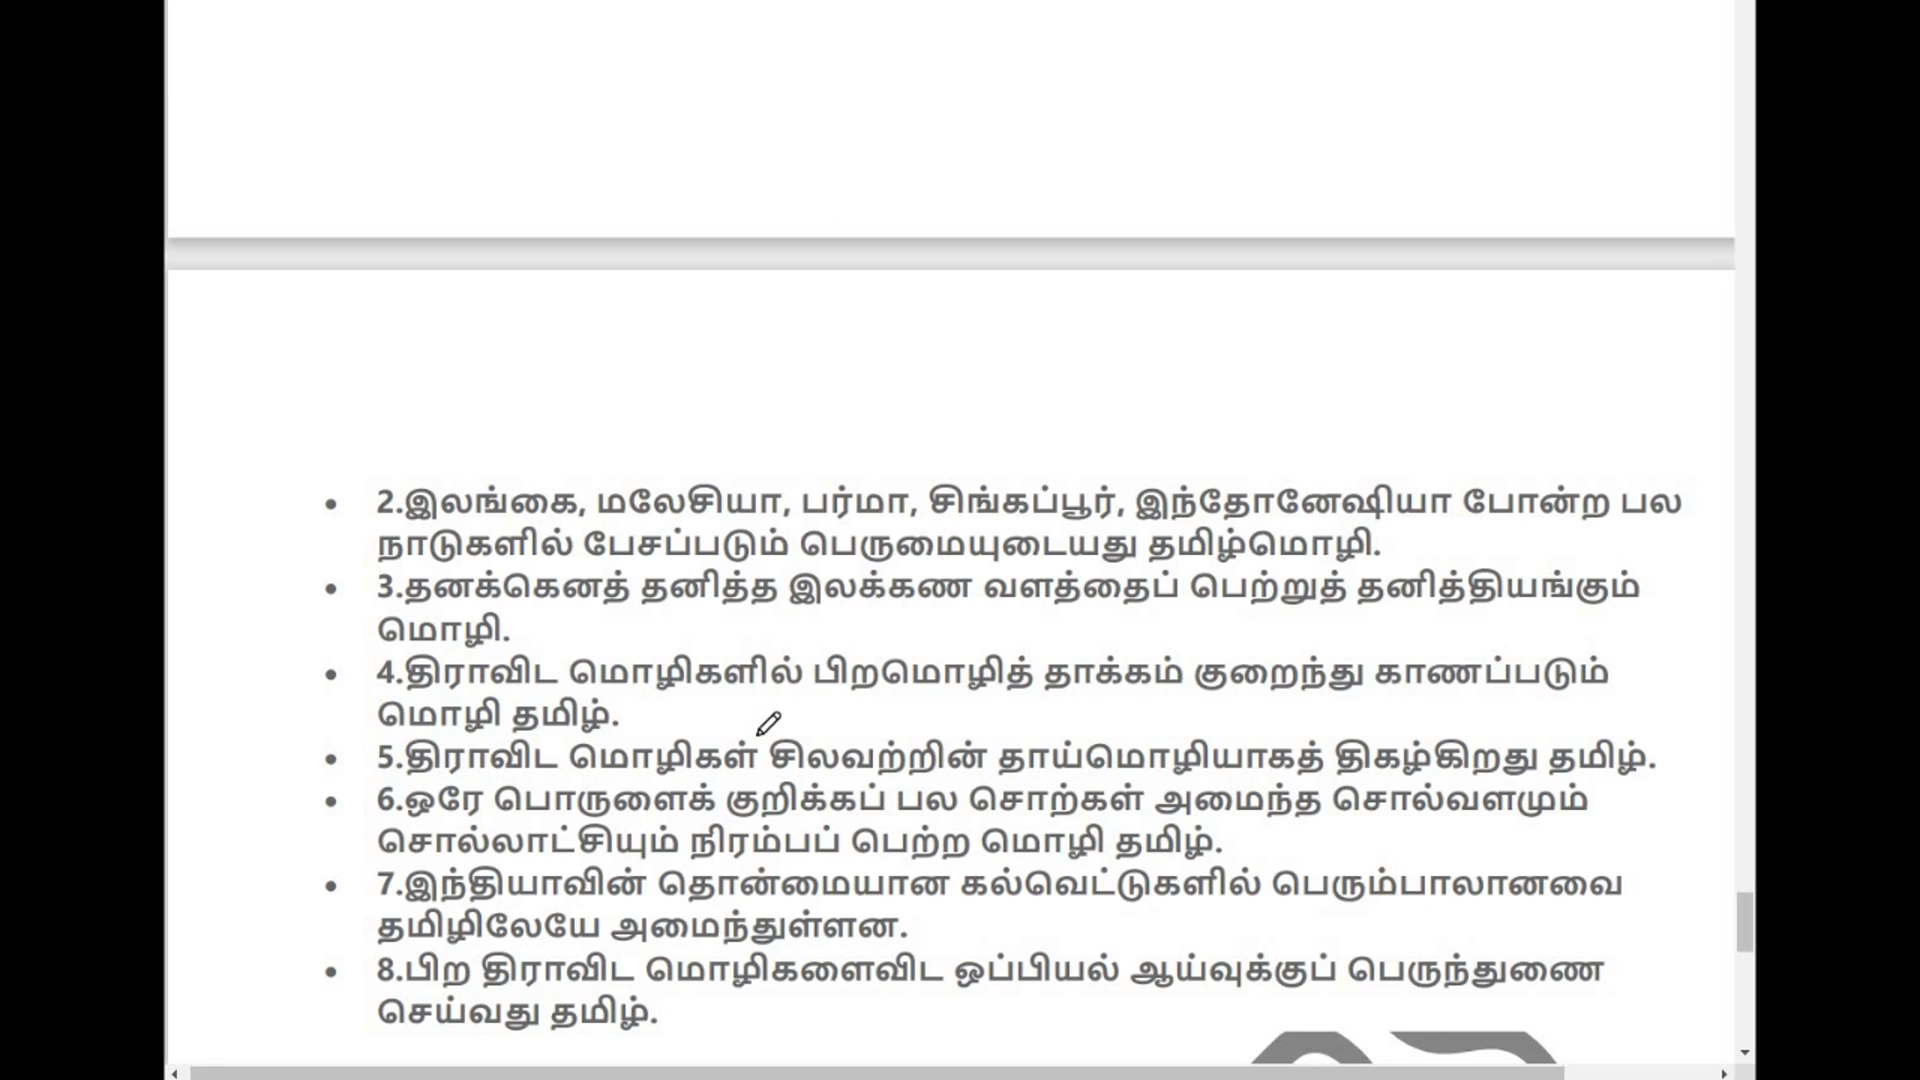 • 2.இலங்கை, மலேசியா, பர்மா, சிங்கப்பூர், இந்தோனேஷியா போன்ற பல
நாடுகளில் பேசப்படும் பெருமையுடையது தமிழ்மொழி.
• 3.தனக்கெனத் தனித்த இலக்கண வளத்தைப் பெற்றுத் தனித்தியங்கும்
மொழி.
• 4.திராவிட மொழிகளில் பிறமொழித் தாக்கம் குறைந்து காணப்படும்
மொழி தமிழ்.
• 5.திராவிட மொழிகள் சிலவற்றின் தாய்மொழியாகத் திகழ்கிறது தமிழ்.
• 6.ஒரே பொருளைக் குறிக்கப் பல சொற்கள் அமைந்த சொல்வளமும்
சொல்லாட்சியும் நிரம்பப் பெற்ற மொழி தமிழ்.
• 7.இந்தியாவின் தொன்மையான கல்வெட்டுகளில் பெரும்பாலானவை
தமிழிலேயே அமைந்துள்ளன.
• 8.பிற திராவிட மொழிகளைவிட ஒப்பியல் ஆய்வுக்குப் பெருந்துணை
செய்வது தமிழ்.